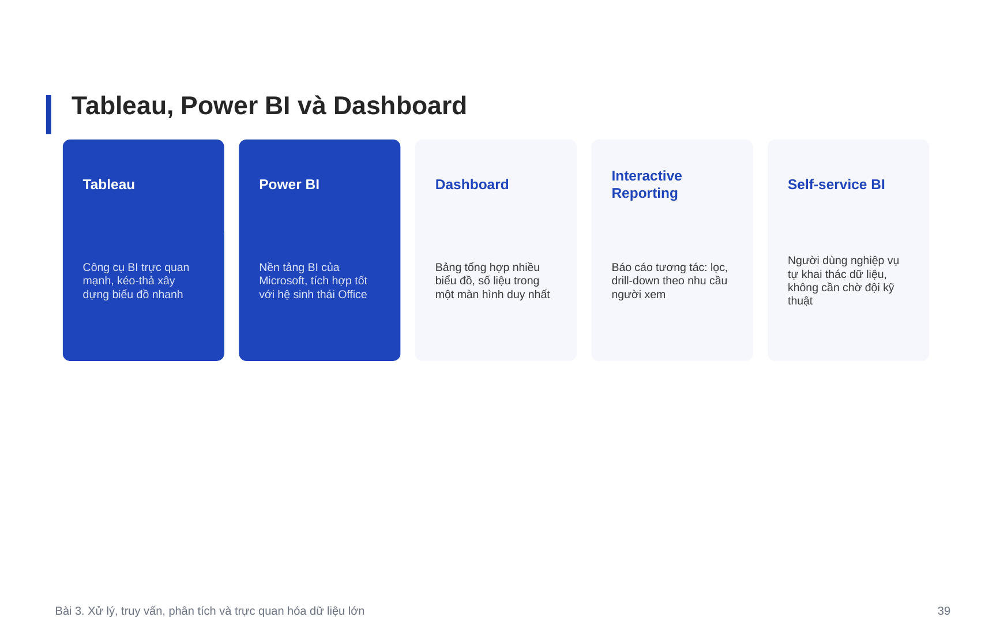 Tableau, Power BI và Dashboard
Tableau
Công cụ BI trực quan
mạnh, kéo-thả xây
dựng biểu đồ nhanh
Power BI
Nền tảng BI của
Microsoft, tích hợp tốt
với hệ sinh thái Office
Dashboard
Bảng tổng hợp nhiều
biểu đồ, số liệu trong
một màn hình duy nhất
Interactive
Reporting
Báo cáo tương tác: lọc,
drill-down theo nhu cầu
người xem
Self-service BI
Người dùng nghiệp vụ
tự khai thác dữ liệu,
không cần chờ đội kỹ
thuật
Bài 3. Xử lý, truy vấn, phân tích và trực quan hóa dữ liệu lớn
39